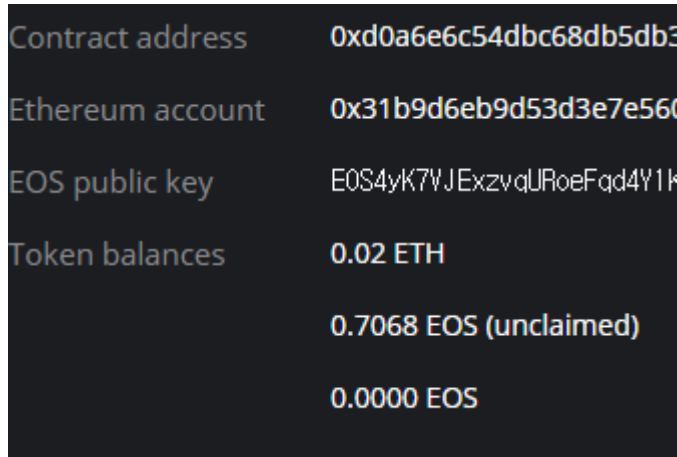 Contract address 0xd0a6e6c54dbc68db5db3
Ethereum account 0x31b9d6eb9d53d3e7e560
EOS public key EOS4yK7VJExzvqURoeFqd4Y1K
Token balances 0.02 ETH
0.7068 EOS (unclaimed)
0.0000 EOS